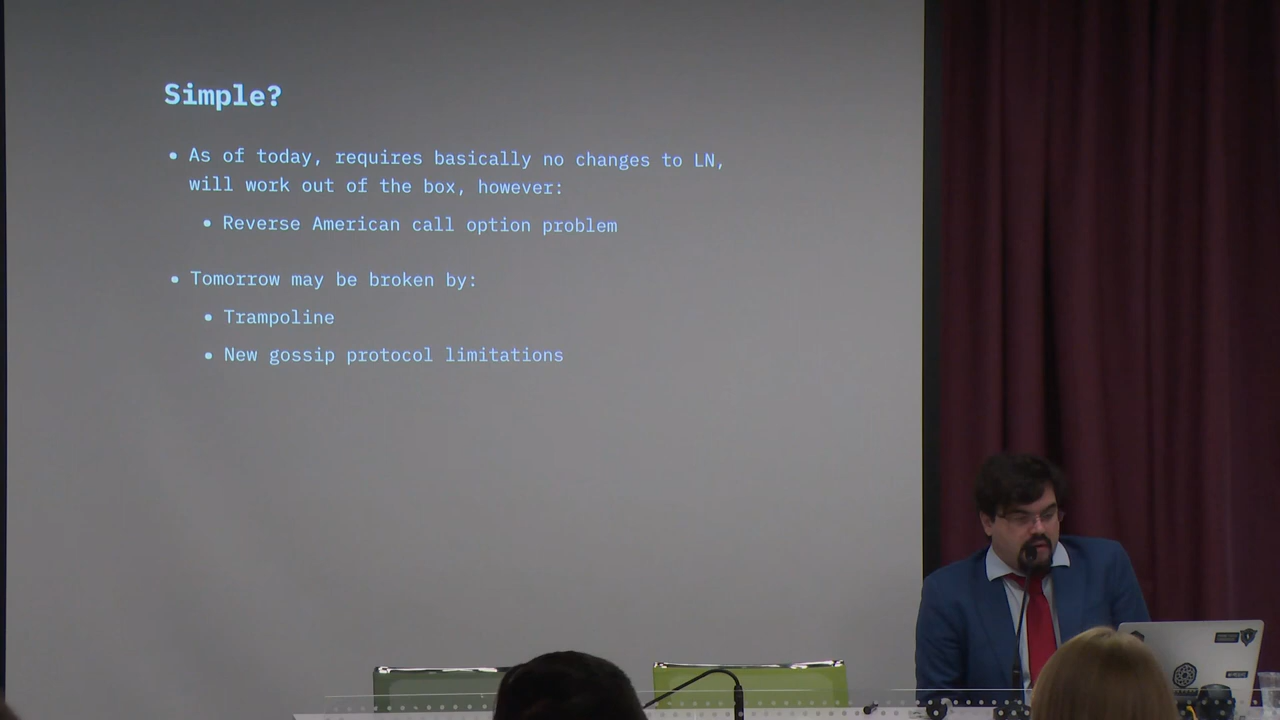 Simple?
• As of today, requires basically no changes to LN,
will work out of the box, however:
• Reverse American call option problem
• Tomorrow may be broken by:
• Trampoline
• New gossip protocol limitations